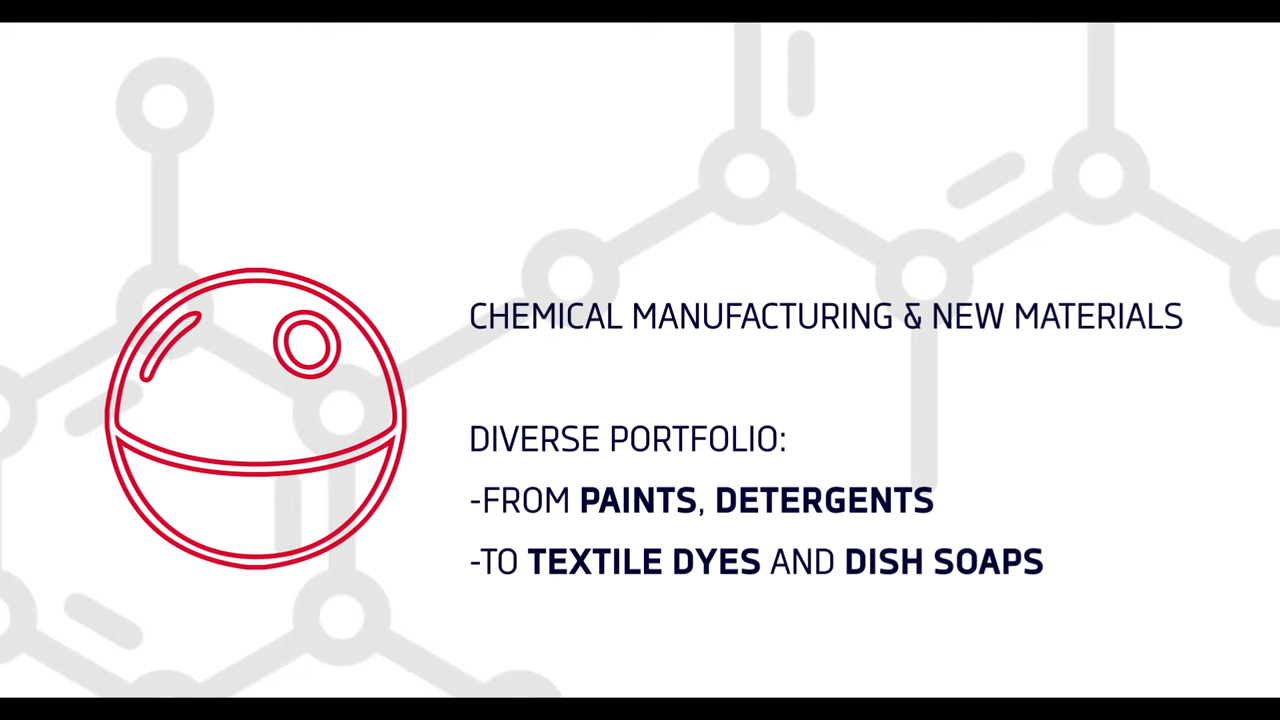 CHEMICAL MANUFACTURING & NEW MATERIALS
DIVERSE PORTFOLIO:
-FROM PAINTS, DETERGENTS
-TO TEXTILE DYES AND DISH SOAPS